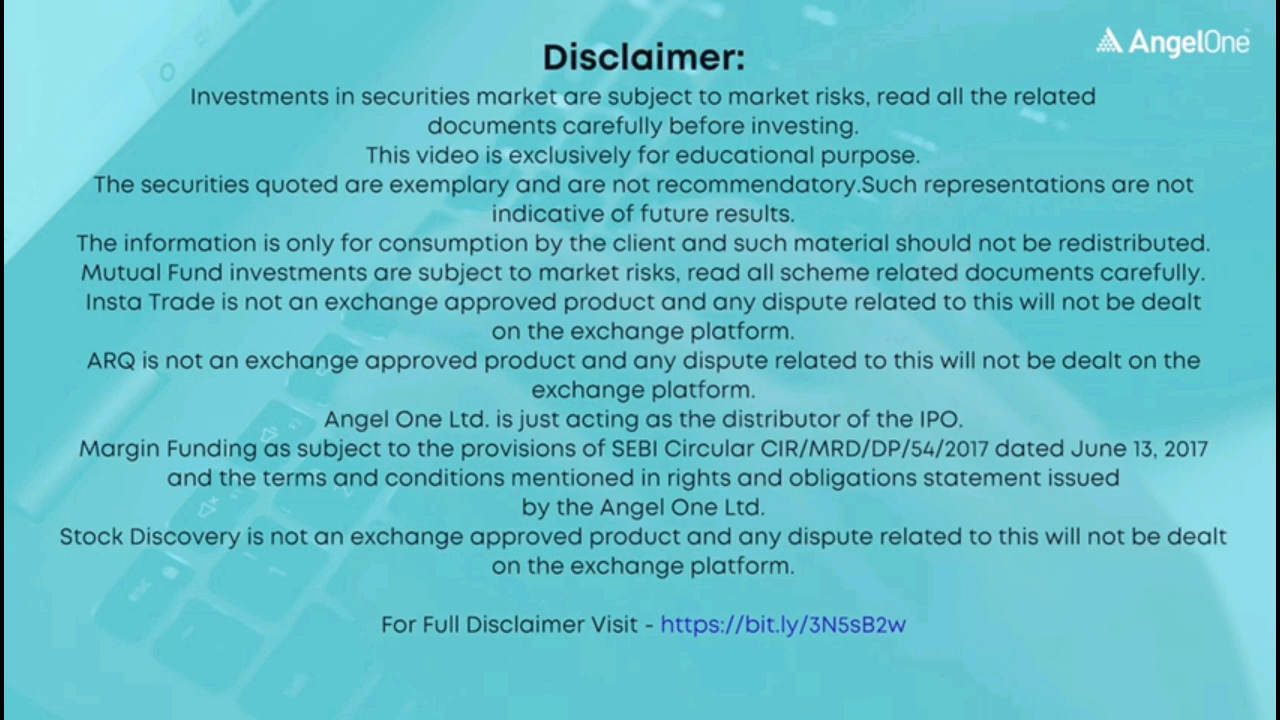 AngelOne
Disclaimer:
Investments in securities market are subject to market risks, read all the related
documents carefully before investing.
This video is exclusively for educational purpose.
The securities quoted are exemplary and are not recommendatory.Such representations are not
indicative of future results.
The information is only for consumption by the client and such material should not be redistributed.
Mutual Fund investments are subject to market risks, read all scheme related documents carefully.
Insta Trade is not an exchange approved product and any dispute related to this will not be dealt
on the exchange platform.
ARQ is not an exchange approved product and any dispute related to this will not be dealt on the
exchange platform.
Angel One Ltd. is just acting as the distributor of the IPO.
Margin Funding as subject to the provisions of SEBI Circular CIR/MRD/DP/54/2017 dated June 13, 2017
and the terms and conditions mentioned in rights and obligations statement issued
by the Angel One Ltd.
Stock Discovery is not an exchange approved product and any dispute related to this will not be dealt
on the exchange platform.
For Full Disclaimer Visit - https://bit.ly/3N5sB2w